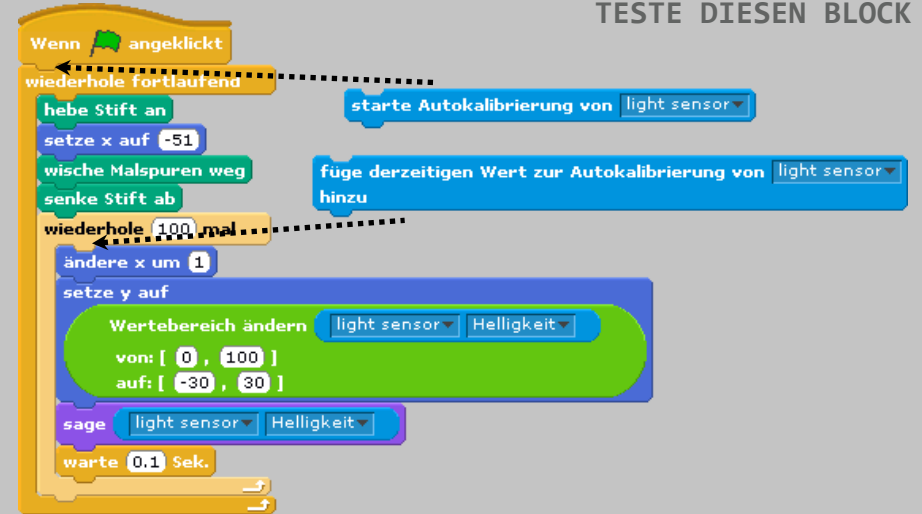 TESTE DIESEN BLOCK
Wenn angeklickt
wiederhole fortlaufend
hebe Stift an
starte Autokalibrierung von light sensor
setze x auf -51
wische Malspuren weg
füge derzeitigen Wert zur Autokalibrierung von light sensor
hinzu
senke Stift ab
wiederhole 100 mal
ändere x um 1
setze y auf
Wertebereich ändern light sensor Helligkeit
von: [ 0 , 100 ]
auf: [ -30 , 30 ]
sage light sensor Helligkeit
warte 0.1 Sek.